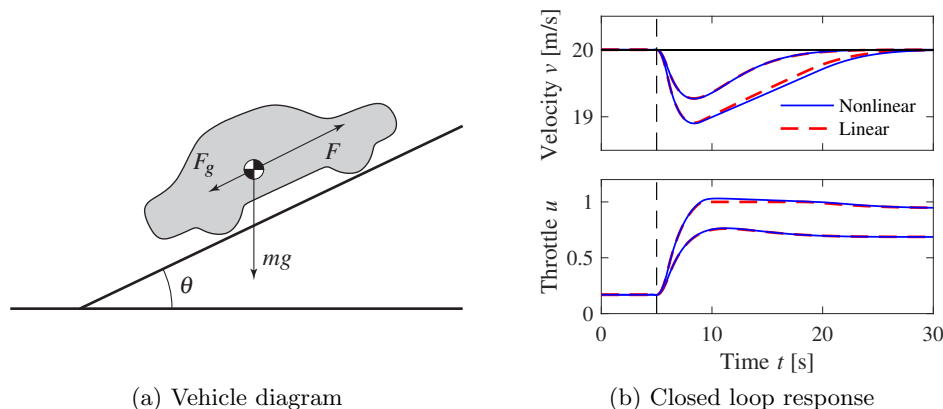 F_g
F
mg
θ
(a) Vehicle diagram
Velocity v [m/s]
20
19
Nonlinear
Linear
Throttle u
1
0.5
0
0 10 20 30
Time t [s]
(b) Closed loop response